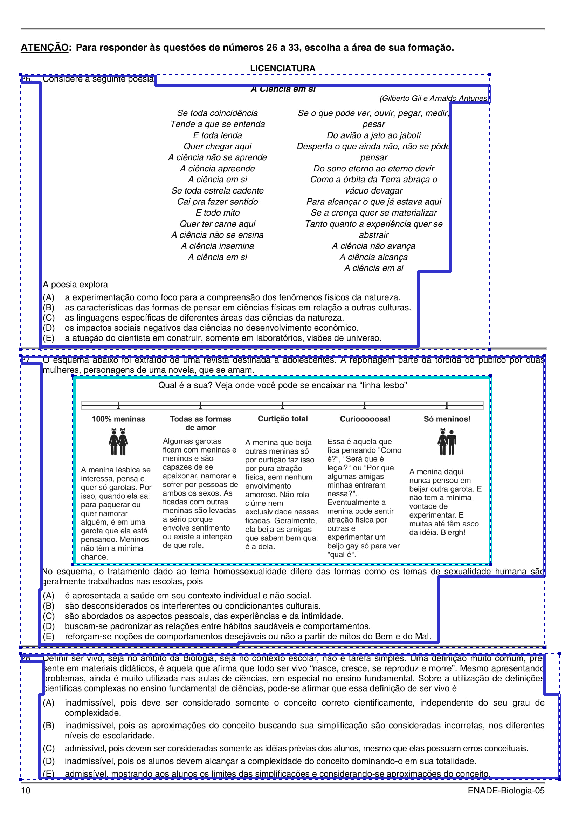 ATENÇÃO: Para responder às questões de números 26 a 33, escolha a área de sua formação.
LICENCIATURA
26. Considere a seguinte poesia
A Ciência em si
(Gilberto Gil e Arnaldo Antunes)
Se toda coincidência
Tende a que se entenda
E toda lenda
Quer chegar aqui
A ciência não se aprende
A ciência apreende
A ciência em si
Se toda estrela cadente
Cai pra fazer sentido
E todo mito
Quer ter carne aqui
A ciência não se ensina
A ciência insemina
A ciência em si
Se o que pode ver, ouvir, pegar, medir,
pesar
Do avião a jato ao jaboti
Desperta o que ainda não, não se pôde
pensar
Do sono eterno ao eterno devir
Como a órbita da Terra abraça o
vácuo devagar
Para alcançar o que já estava aqui
Se a crença quer se materializar
Tanto quanto a experiência quer se
abstrair
A ciência não avança
A ciência alcança
A ciência em si
A poesia explora
(A) a experimentação como foco para a compreensão dos fenômenos físicos da natureza.
(B) as características das formas de pensar em ciências físicas em relação a outras culturas.
(C) as linguagens específicas de diferentes áreas das ciências da natureza.
(D) os impactos sociais negativos das ciências no desenvolvimento econômico.
(E) a atuação do cientista em construir, somente em laboratórios, visões de universo.
27. O esquema abaixo foi extraído de uma revista destinada a adolescentes. A reportagem parte da torcida do público por duas
mulheres, personagens de uma novela, que se amam.
Qual é a sua? Veja onde você pode se encaixar na "linha lesbo"
100% meninas
A menina lésbica se
interessa, pensa e
quer só garotas. Por
isso, quando ela sai
para paquerar ou
quer namorar
alguém, é em uma
garota que ela está
pensando. Meninos
não têm a mínima
chance.
Todas as formas
de amor
Algumas garotas
ficam com meninas e
meninos e são
capazes de se
apaixonar, namorar e
sofrer por pessoas de
ambos os sexos. As
ficadas com outras
meninas são levadas
a sério porque
envolve sentimento
ou existe a intenção
de que role.
Curtição total
A menina que beija
outras meninas só
por curtição faz isso
por pura atração
física, sem nenhum
envolvimento
amoroso. Não rola
ciúme nem
exclusividade nessas
ficadas. Geralmente,
ela beija as amigas
que sabem bem qual
é a dela.
Curiooooosa!
Essa é aquela que
fica pensando "Como
é?", "Será que é
legal?" ou "Por que
algumas amigas
minhas entraram
nessa?".
Eventualmente a
menina pode sentir
atração física por
outras e
experimentar um
beijo gay só para ver
"qual é".
Só meninos!
A menina daqui
nunca pensou em
beijar outra garota. E
não tem a mínima
vontade de
experimentar. E
muitas até têm asco
da idéia. Blergh!
No esquema, o tratamento dado ao tema homossexualidade difere das formas como os temas de sexualidade humana são
geralmente trabalhados nas escolas, pois
(A) é apresentada a saúde em seu contexto individual e não social.
(B) são desconsiderados os interferentes ou condicionantes culturais.
(C) são abordados os aspectos pessoais, das experiências e da intimidade.
(D) buscam-se padronizar as relações entre hábitos saudáveis e comportamentos.
(E) reforçam-se noções de comportamentos desejáveis ou não a partir de mitos do Bem e do Mal.
28. Definir ser vivo, seja no âmbito da Biologia, seja no contexto escolar, não é tarefa simples. Uma definição muito comum, pre
sente em materiais didáticos, é aquela que afirma que todo ser vivo "nasce, cresce, se reproduz e morre". Mesmo apresentando
problemas, ainda é muito utilizada nas aulas de ciências, em especial no ensino fundamental. Sobre a utilização de definições
científicas complexas no ensino fundamental de ciências, pode-se afirmar que essa definição de ser vivo é
(A) inadmissível, pois deve ser considerado somente o conceito correto cientificamente, independente do seu grau de
complexidade.
(B) inadmissível, pois as aproximações do conceito buscando sua simplificação são consideradas incorretas, nos diferentes
níveis de escolaridade.
(C) admissível, pois devem ser consideradas somente as idéias prévias dos alunos, mesmo que elas possuam erros conceituais.
(D) inadmissível, pois os alunos devem alcançar a complexidade do conceito dominando-o em sua totalidade.
(E) admissível, mostrando aos alunos os limites das simplificações e considerando-se aproximações do conceito.
10
ENADE-Biologia-05